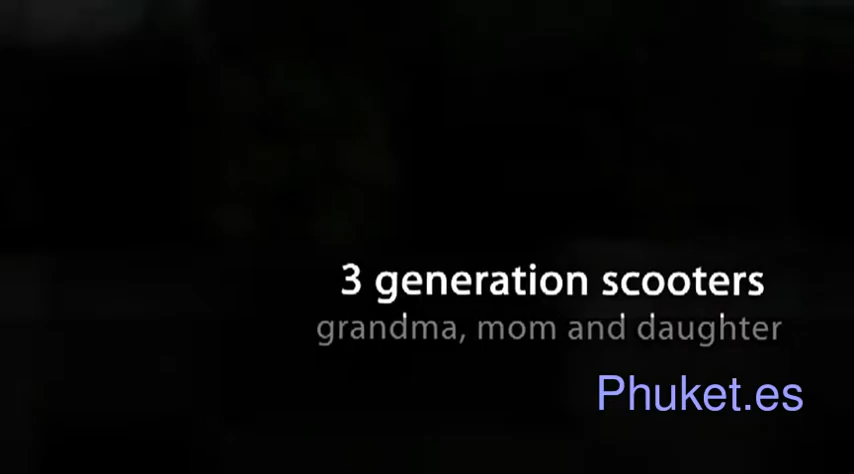 3 generation scooters
grandma, mom and daughter
Phuket.es